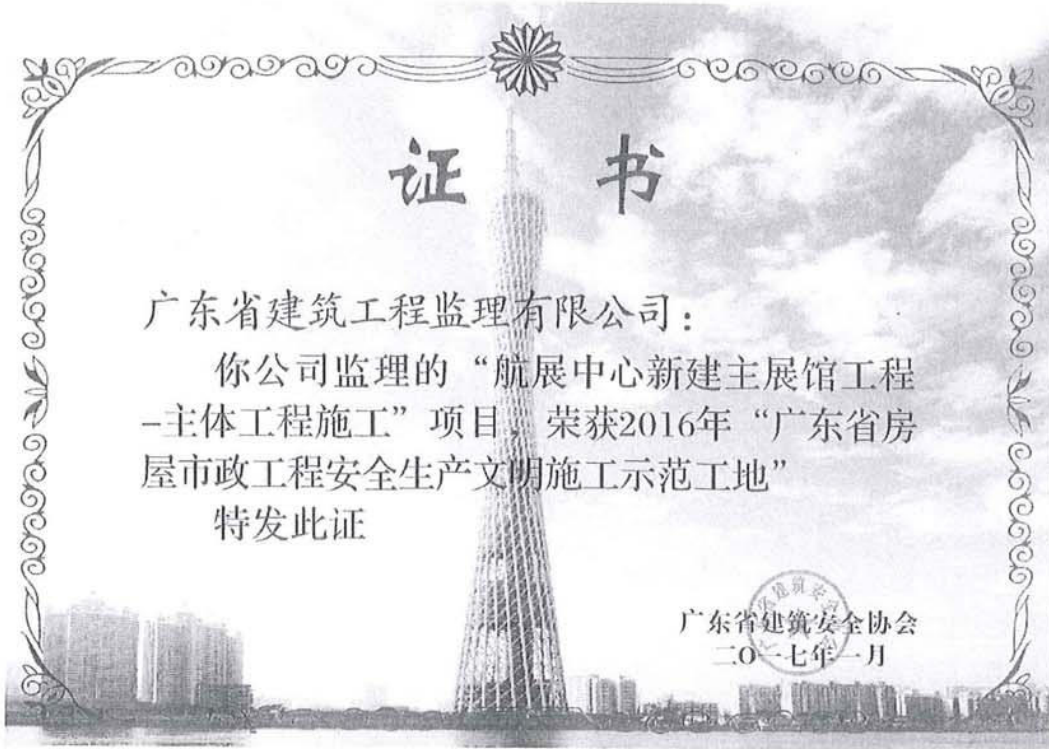 证 书
广东省建筑工程监理有限公司：
你公司监理的“航展中心新建主展馆工程
-主体工程施工”项目，荣获2016年“广东省房
屋市政工程安全生产文明施工示范工地”
特发此证
广东省建筑安全协会
二〇一七年一月